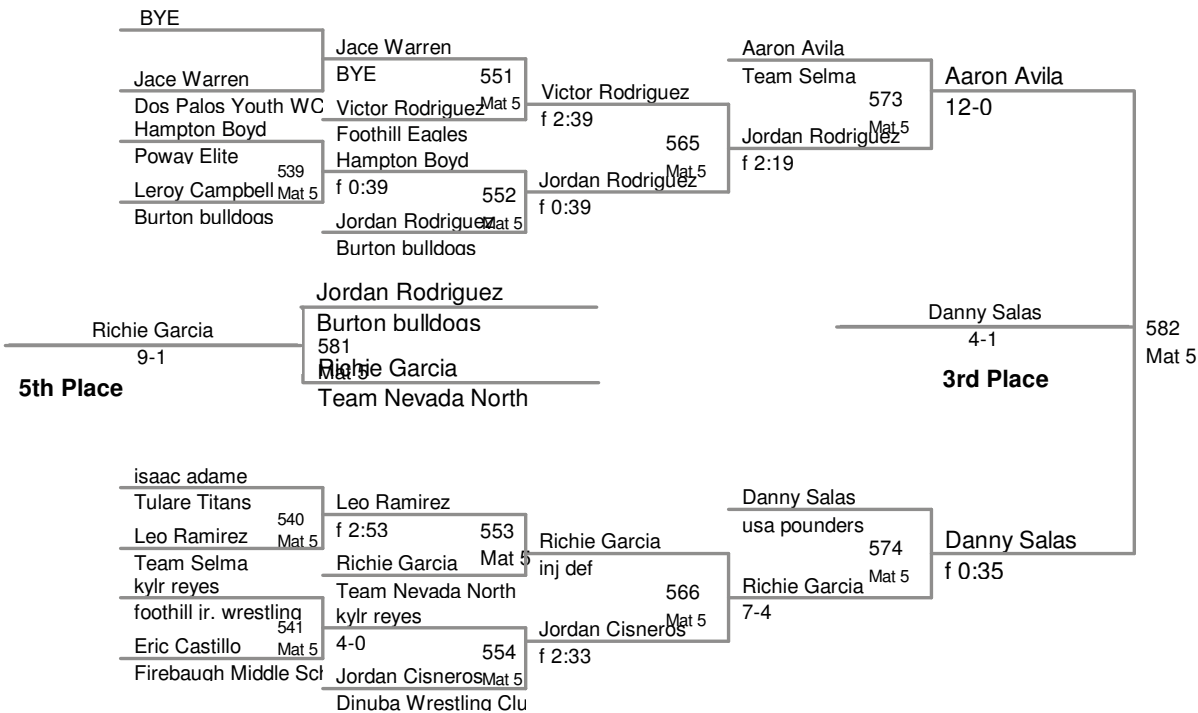 BYE
Jace Warren
Dos Palos Youth WC
Hampton Boyd
Poway Elite
539
Mat 5
Leroy Campbell
Burton bulldogs
Jace Warren
BYE
551
Mat 5
Victor Rodriguez
Foothill Eagles
Hampton Boyd
f 0:39
552
Mat 5
Jordan Rodriguez
Burton bulldogs
Victor Rodriguez
f 2:39
565
Mat 5
Jordan Rodriguez
f 0:39
Aaron Avila
Team Selma
573
Mat 5
Jordan Rodriguez
f 2:19
Aaron Avila
12-0
Jordan Rodriguez
Burton bulldogs
581
Mat 5
Richie Garcia
Team Nevada North
Richie Garcia
9-1
5th Place
Danny Salas
4-1
3rd Place
582
Mat 5
isaac adame
Tulare Titans
540
Mat 5
Leo Ramirez
Team Selma
kylr reyes
foothill jr. wrestling
541
Mat 5
Eric Castillo
Firebaugh Middle Sch
Leo Ramirez
f 2:53
553
Mat 5
Richie Garcia
Team Nevada North
kylr reyes
4-0
554
Mat 5
Jordan Cisneros
Dinuba Wrestling Clu
Richie Garcia
inj def
566
Mat 5
Jordan Cisneros
f 2:33
Danny Salas
usa pounders
574
Mat 5
Richie Garcia
7-4
Danny Salas
f 0:35